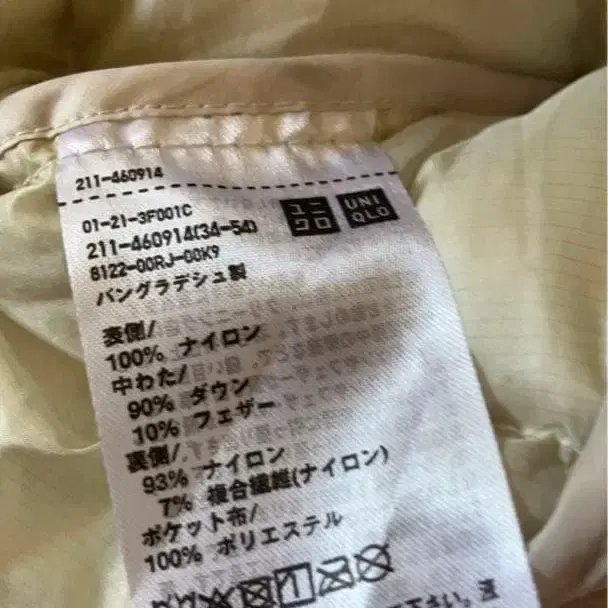 211-460914
01-21-3F001C
211-460914(34-54)
8122-00RJ-00K9
バングラデシュ製
ユニ
クロ
UNI
QLO
表側/
100% ナイロン
中わた/
90% ダウン
10% フェザー
裏側/
93% ナイロン
7% 複合繊維(ナイロン)
ポケット布/
100% ポリエステル
下さい。